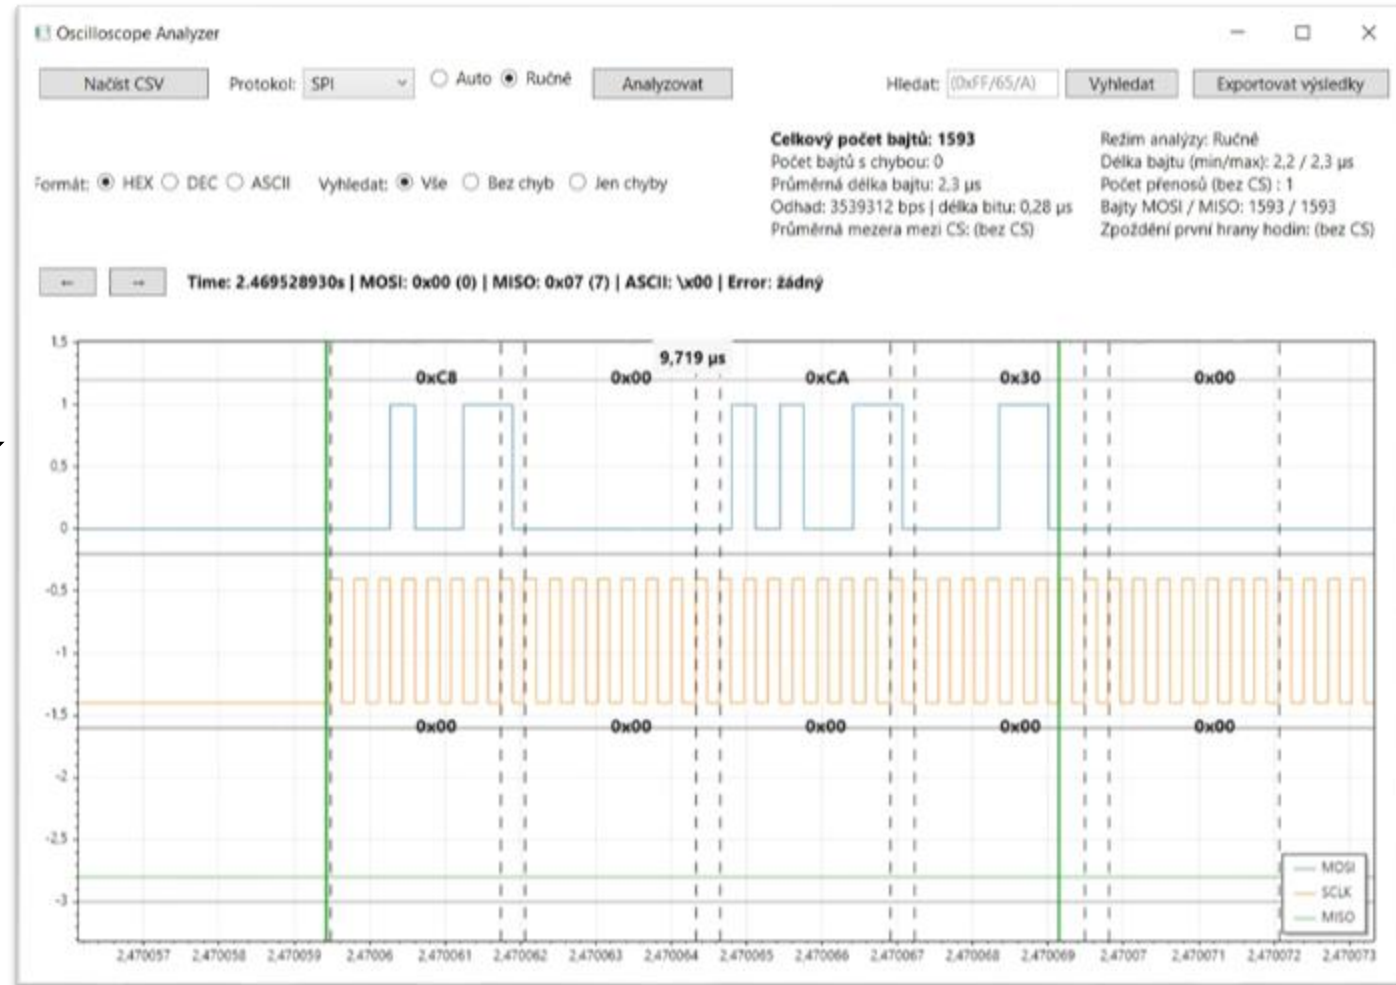 Oscilloscope Analyzer
Načíst CSV Protokol: SPI Auto Ručně Analyzovat Hledat: (0xFF/65/A) Vyhledat Exportovat výsledky
Celkový počet bajtů: 1593 Režim analýzy: Ručně
Počet bajtů s chybou: 0 Délka bajtu (min/max): 2,2 / 2,3 µs
Formát: HEX DEC ASCII Vyhledat: Vše Bez chyb Jen chyby Průměrná délka bajtu: 2,3 µs Počet přenosů (bez CS) : 1
Odhad: 3539312 bps | délka bitu: 0,28 µs Bajty MOSI / MISO: 1593 / 1593
Průměrná mezera mezi CS: (bez CS) Zpoždění první hrany hodin: (bez CS)
← → Time: 2.469528930s | MOSI: 0x00 (0) | MISO: 0x07 (7) | ASCII: \x00 | Error: žádný
1,5
9,719 µs
0xC8 0x00 0xCA 0x30 0x00
1
0,5
0
-0,5
-1
-1,5
0x00 0x00 0x00 0x00 0x00
-2
-2,5
MOSI
SCLK
-3
MISO
2,470057 2,470058 2,470059 2,47006 2,470061 2,470062 2,470063 2,470064 2,470065 2,470066 2,470067 2,470068 2,470069 2,47007 2,470071 2,470072 2,470073